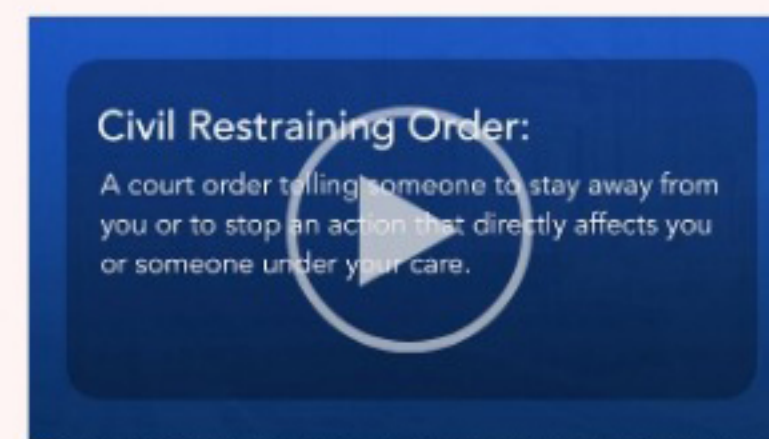 Civil Restraining Order:
A court order telling someone to stay away from
you or to stop an action that directly affects you
or someone under your care.